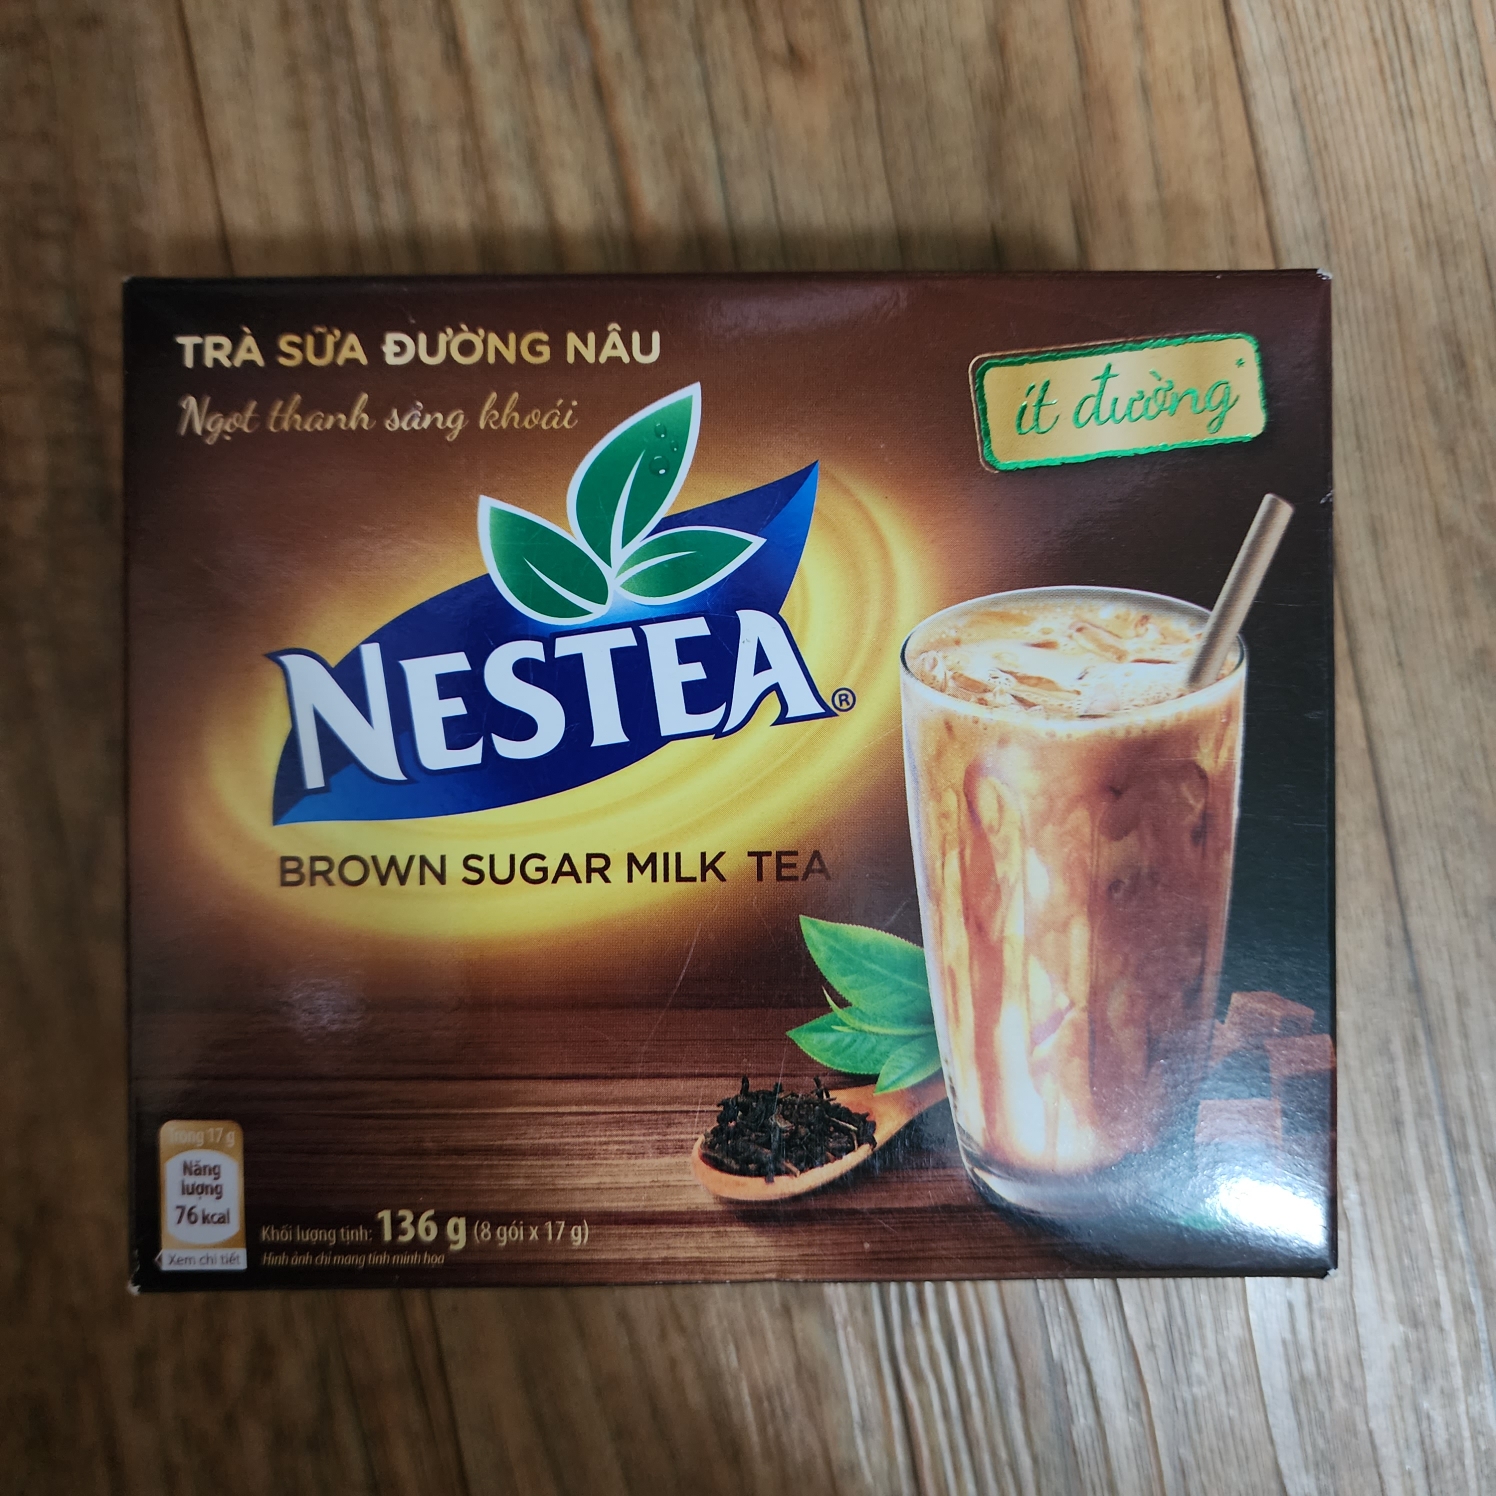 TRÀ SỮA ĐƯỜNG NÂU
Ngọt thanh sảng khoái
ít đường*
NESTEA®
BROWN SUGAR MILK TEA
Trong 17 g
Năng
lượng
76 kcal
Xem chi tiết
Khối lượng tịnh: 136 g (8 gói x 17 g)
Hình ảnh chỉ mang tính minh họa